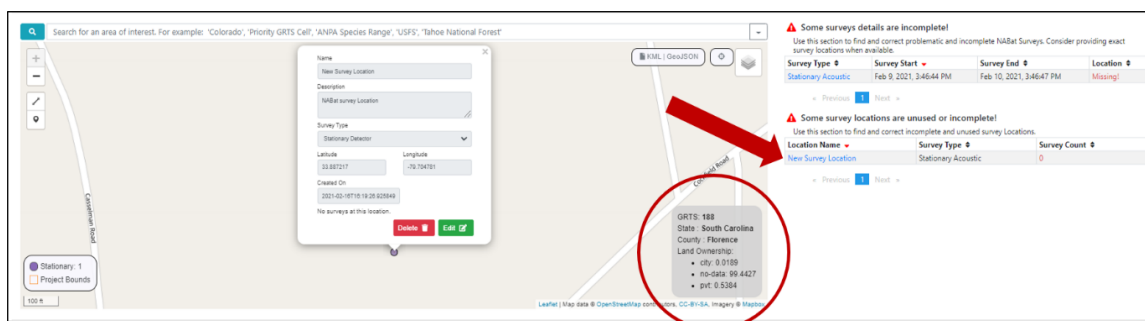 Search for an area of interest. For example: 'Colorado', 'Priority GRTS Cell', 'ANPA Species Range', 'USFS', 'Tahoe National Forest'
+
−
KML | GeoJSON
×
Name
New Survey Location
Description
NABat survey Location
Survey Type
Stationary Detector
Latitude
Longitude
33.887217
-79.704781
Created On
No surveys at this location.
Delete
Edit
Casselman Road
Road
GRTS: 188
State : South Carolina
County : Florence
Land Ownership:
• city: 0.0189
• no-data: 99.4427
• pvt: 0.5384
Stationary: 1
Project Bounds
100 ft
Leaflet | Map data © OpenStreetMap contributors, CC-BY-SA, Imagery © Mapbox
Some surveys details are incomplete!
Use this section to find and correct problematic and incomplete NABat Surveys. Consider providing exact
survey locations when available.
Survey Type Survey Start Survey End Location
Stationary Acoustic Feb 9, 2021, 3:46:44 PM Feb 10, 2021, 3:46:47 PM Missing!
« Previous 1 Next »
Some survey locations are unused or incomplete!
Use this section to find and correct incomplete and unused survey Locations.
Location Name Survey Type Survey Count
New Survey Location Stationary Acoustic 0
« Previous 1 Next »